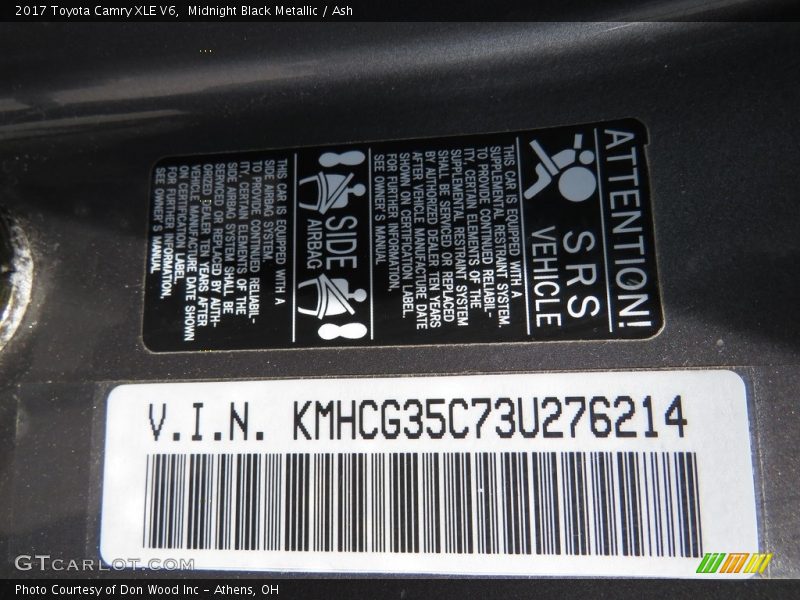 2017 Toyota Camry XLE V6,  Midnight Black Metallic / Ash
ATTENTION!
SRS
VEHICLE
THIS CAR IS EQUIPPED WITH A
SUPPLEMENTAL RESTRAINT SYSTEM.
TO PROVIDE CONTINUED RELIABIL-
ITY, CERTAIN ELEMENTS OF THE
SUPPLEMENTAL RESTRAINT SYSTEM
SHALL BE SERVICED OR REPLACED
BY AUTHORIZED DEALER TEN YEARS
AFTER VEHICLE MANUFACTURE DATE
SHOWN ON CERTIFICATION LABEL.
FOR FURTHER INFORMATION,
SEE OWNER'S MANUAL
SIDE
AIRBAG
THIS CAR IS EQUIPPED WITH A
SIDE AIRBAG SYSTEM.
TO PROVIDE CONTINUED RELIABIL-
ITY, CERTAIN ELEMENTS OF THE
SIDE AIRBAG SYSTEM SHALL BE
SERVICED OR REPLACED BY AUTH-
ORIZED DEALER TEN YEARS AFTER
VEHICLE MANUFACTURE DATE SHOWN
ON CERTIFICATION LABEL.
FOR FURTHER INFORMATION,
SEE OWNER'S MANUAL
V.I.N. KMHCG35C73U276214
GTCARLOT.COM
Photo Courtesy of Don Wood Inc - Athens, OH